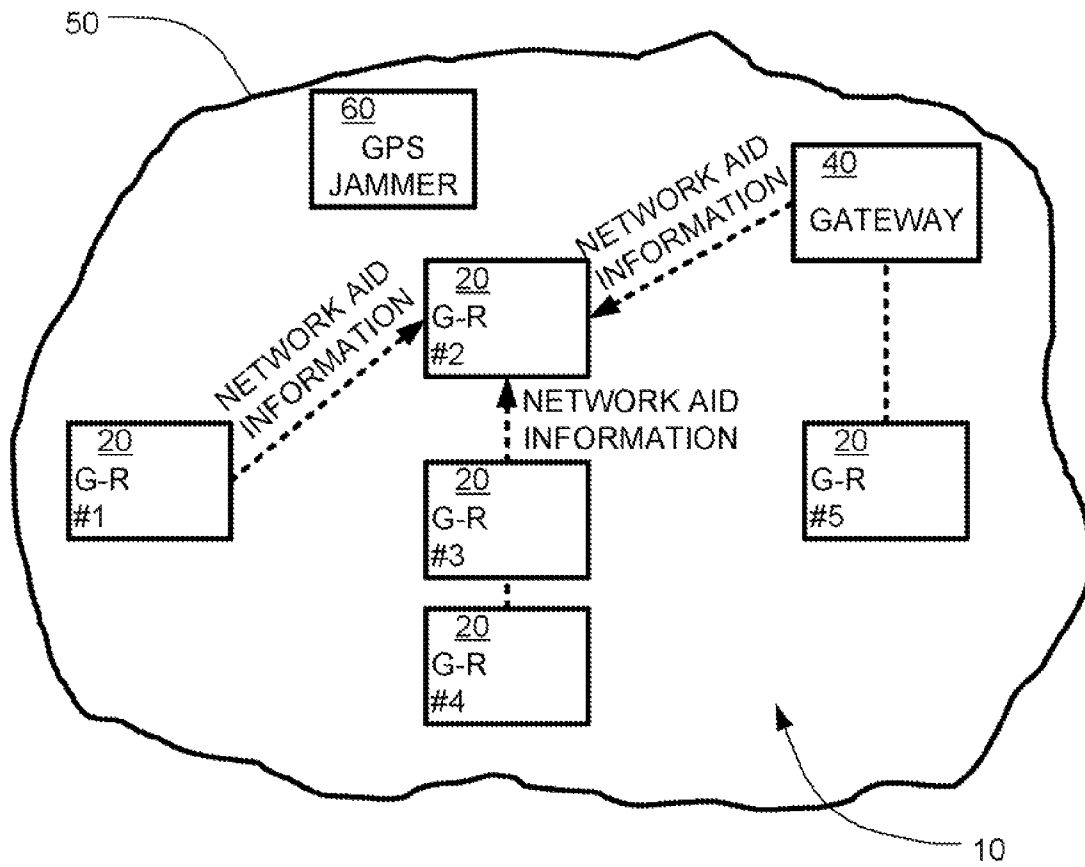 50
60
GPS
JAMMER
40
GATEWAY
NETWORK AID
INFORMATION
20
G-R
#2
NETWORK AID
INFORMATION
NETWORK AID
INFORMATION
20
G-R
#1
20
G-R
#3
20
G-R
#5
20
G-R
#4
10